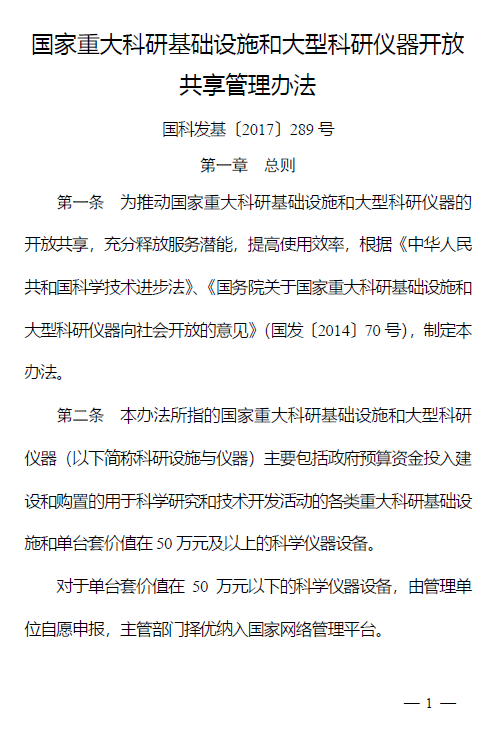 国家重大科研基础设施和大型科研仪器开放
共享管理办法
国科发基〔2017〕289 号
第一章　总则
第一条　为推动国家重大科研基础设施和大型科研仪器的
开放共享，充分释放服务潜能，提高使用效率，根据《中华人民
共和国科学技术进步法》、《国务院关于国家重大科研基础设施和
大型科研仪器向社会开放的意见》（国发〔2014〕70 号），制定本
办法。
第二条　本办法所指的国家重大科研基础设施和大型科研
仪器（以下简称科研设施与仪器）主要包括政府预算资金投入建
设和购置的用于科学研究和技术开发活动的各类重大科研基础设
施和单台套价值在 50 万元及以上的科学仪器设备。
对于单台套价值在 50 万元以下的科学仪器设备，由管理单
位自愿申报，主管部门择优纳入国家网络管理平台。
— 1 —